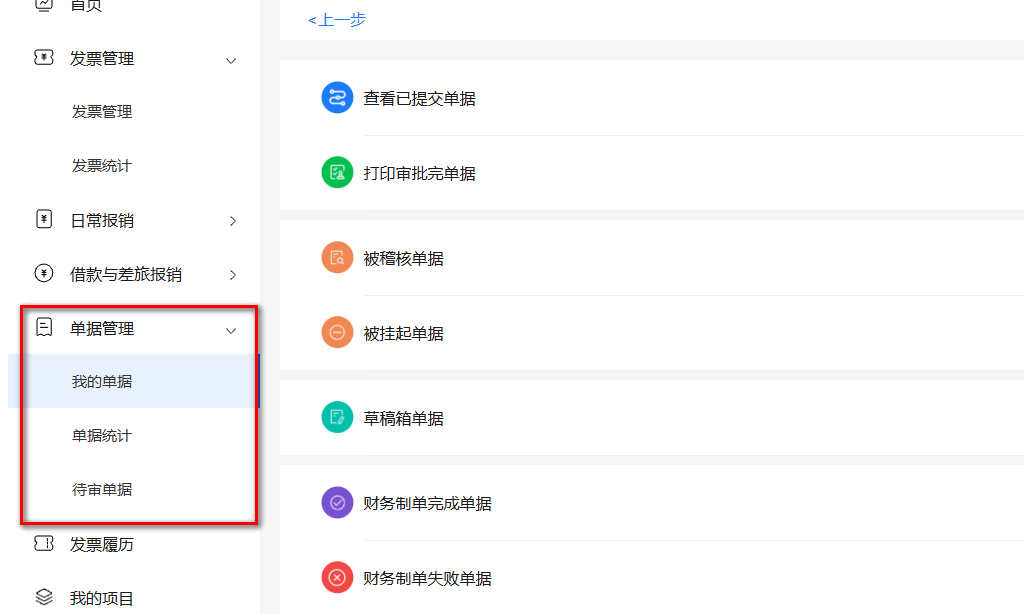 首页
发票管理
发票管理
发票统计
日常报销
借款与差旅报销
单据管理
我的单据
单据统计
待审单据
发票履历
我的项目
<上一步
查看已提交单据
打印审批完单据
被稽核单据
被挂起单据
草稿箱单据
财务制单完成单据
财务制单失败单据